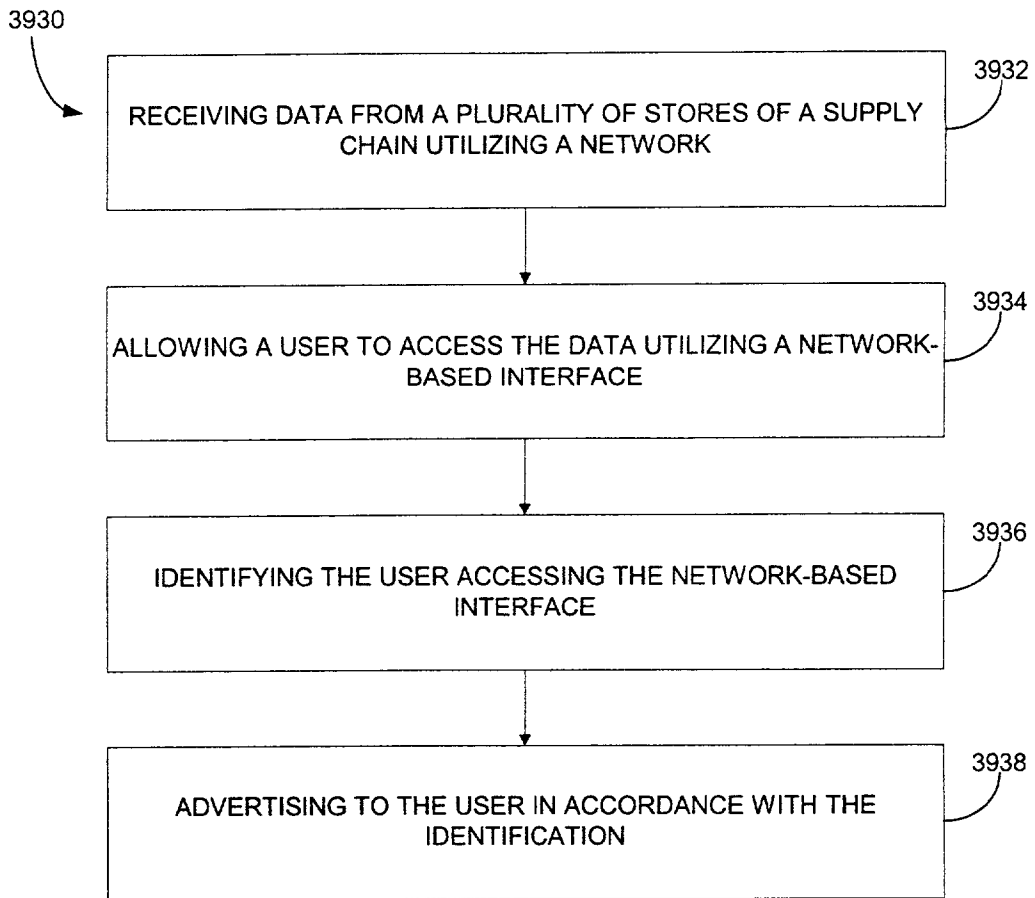 3930
3932
RECEIVING DATA FROM A PLURALITY OF STORES OF A SUPPLY
CHAIN UTILIZING A NETWORK
3934
ALLOWING A USER TO ACCESS THE DATA UTILIZING A NETWORK-
BASED INTERFACE
3936
IDENTIFYING THE USER ACCESSING THE NETWORK-BASED
INTERFACE
3938
ADVERTISING TO THE USER IN ACCORDANCE WITH THE
IDENTIFICATION